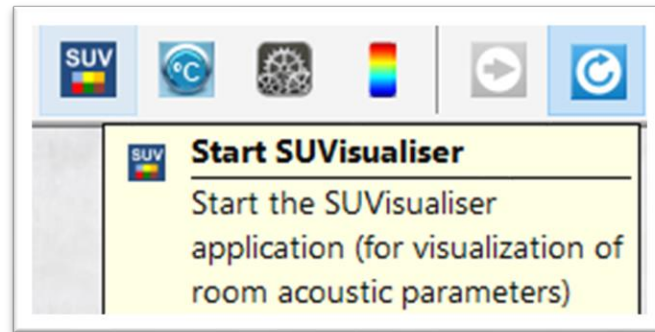 SUV
°C
SUV
Start SUVisualiser
Start the SUVisualiser
application (for visualization of
room acoustic parameters)